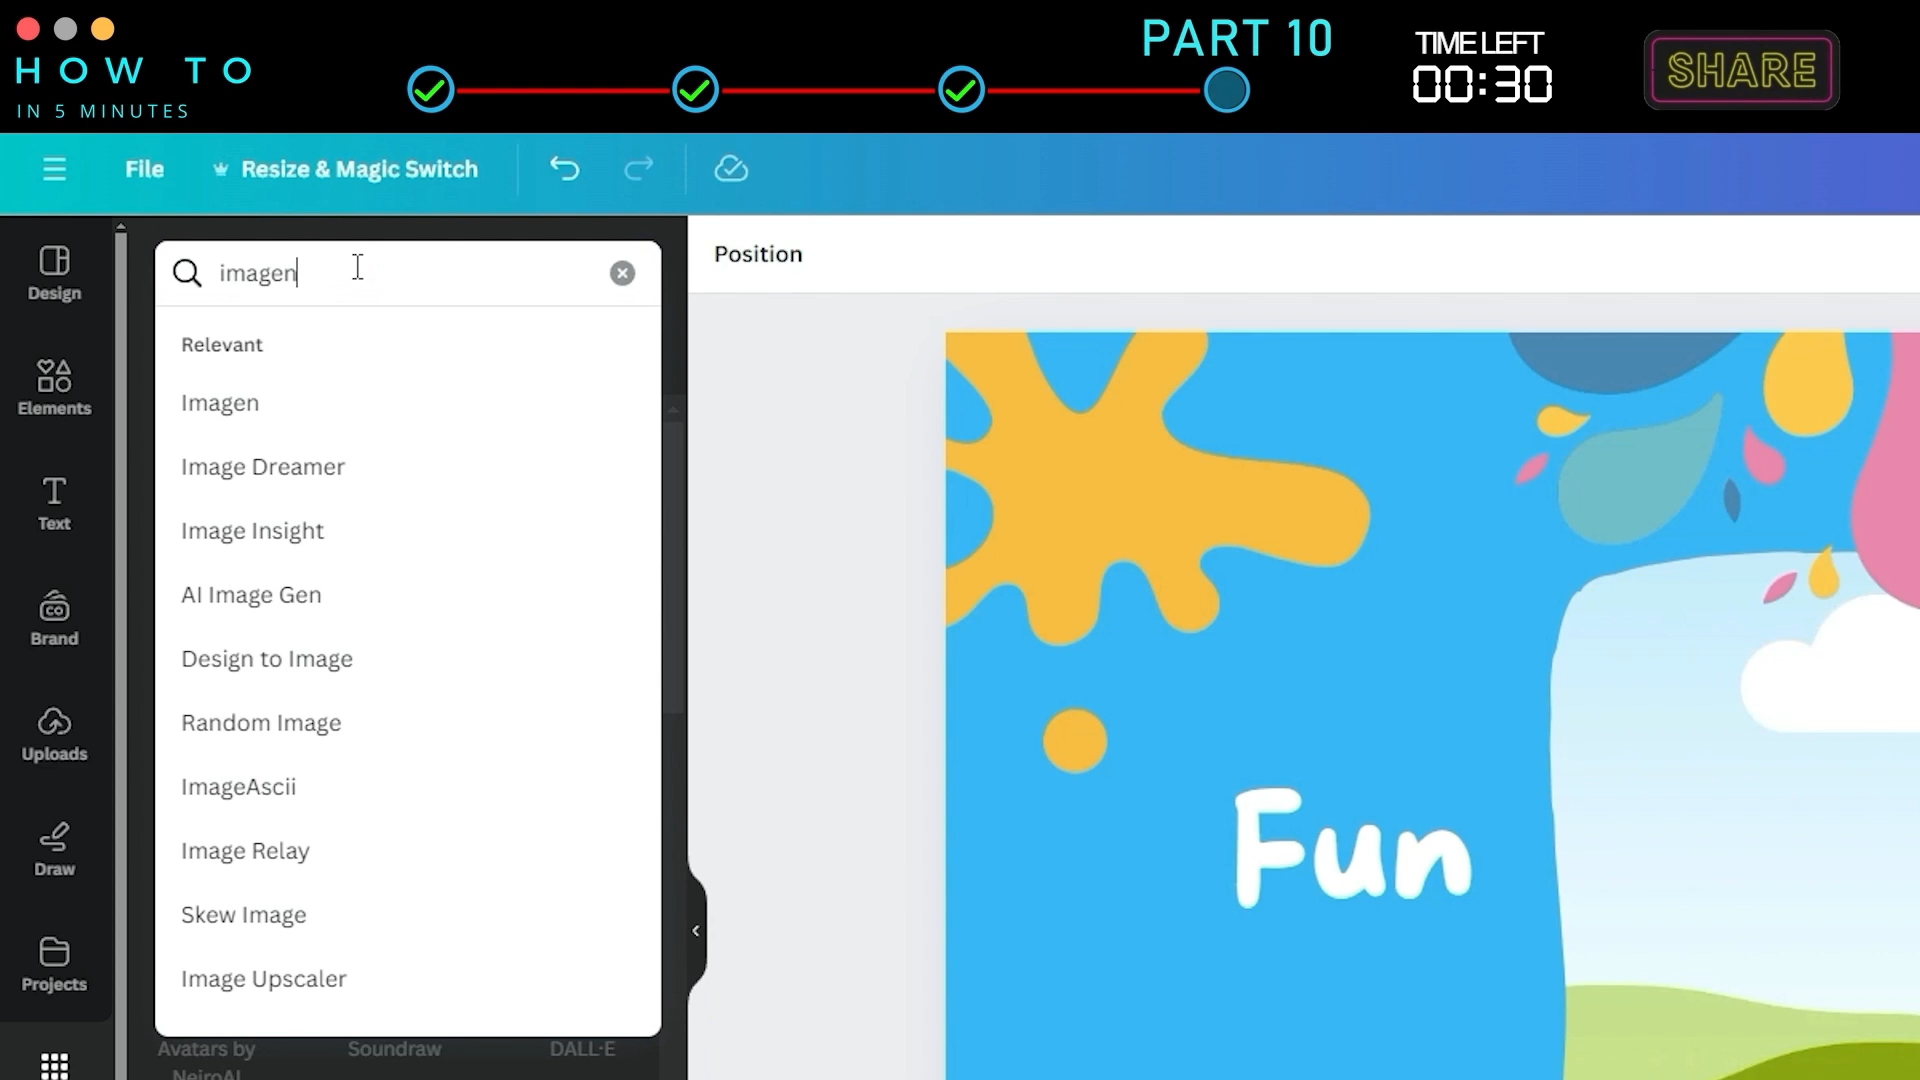 HOW TO
IN 5 MINUTES
PART 10
TIME LEFT
00:30
SHARE
File
Resize & Magic Switch
Design
Elements
Text
CO
Brand
Uploads
Draw
Projects
imagen
Relevant
Imagen
Image Dreamer
Image Insight
AI Image Gen
Design to Image
Random Image
ImageAscii
Image Relay
Skew Image
Image Upscaler
Avatars by
NeiroAI
Soundraw
DALL·E
Position
Fun